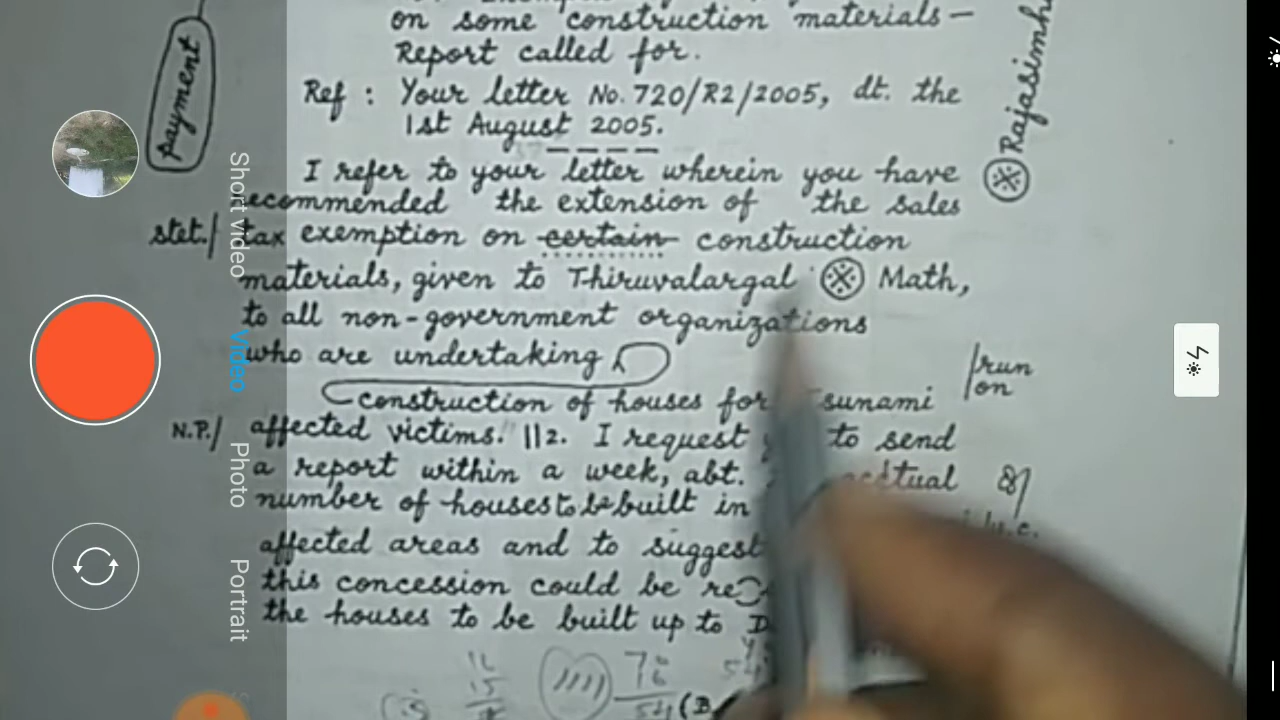 on some construction materials —
Report called for.
Ref : Your letter No. 720/R2/2005, dt. the
1st August 2005.
I refer to your letter wherein you have
recommended the extension of the sales
stet./ tax exemption on certain construction
materials, given to Thiruvalargal ※ Math,
to all non-government organizations
who are undertaking
construction of houses for Tsunami
run
on
N.P./ affected victims. ||2. I request to send
a report within a week, abt. actual
number of houses to be built in
affected areas and to suggest
this concession could be re
the houses to be built up to D
(B
payment
※ Rajasimh
Short video
Video
Photo
Portrait